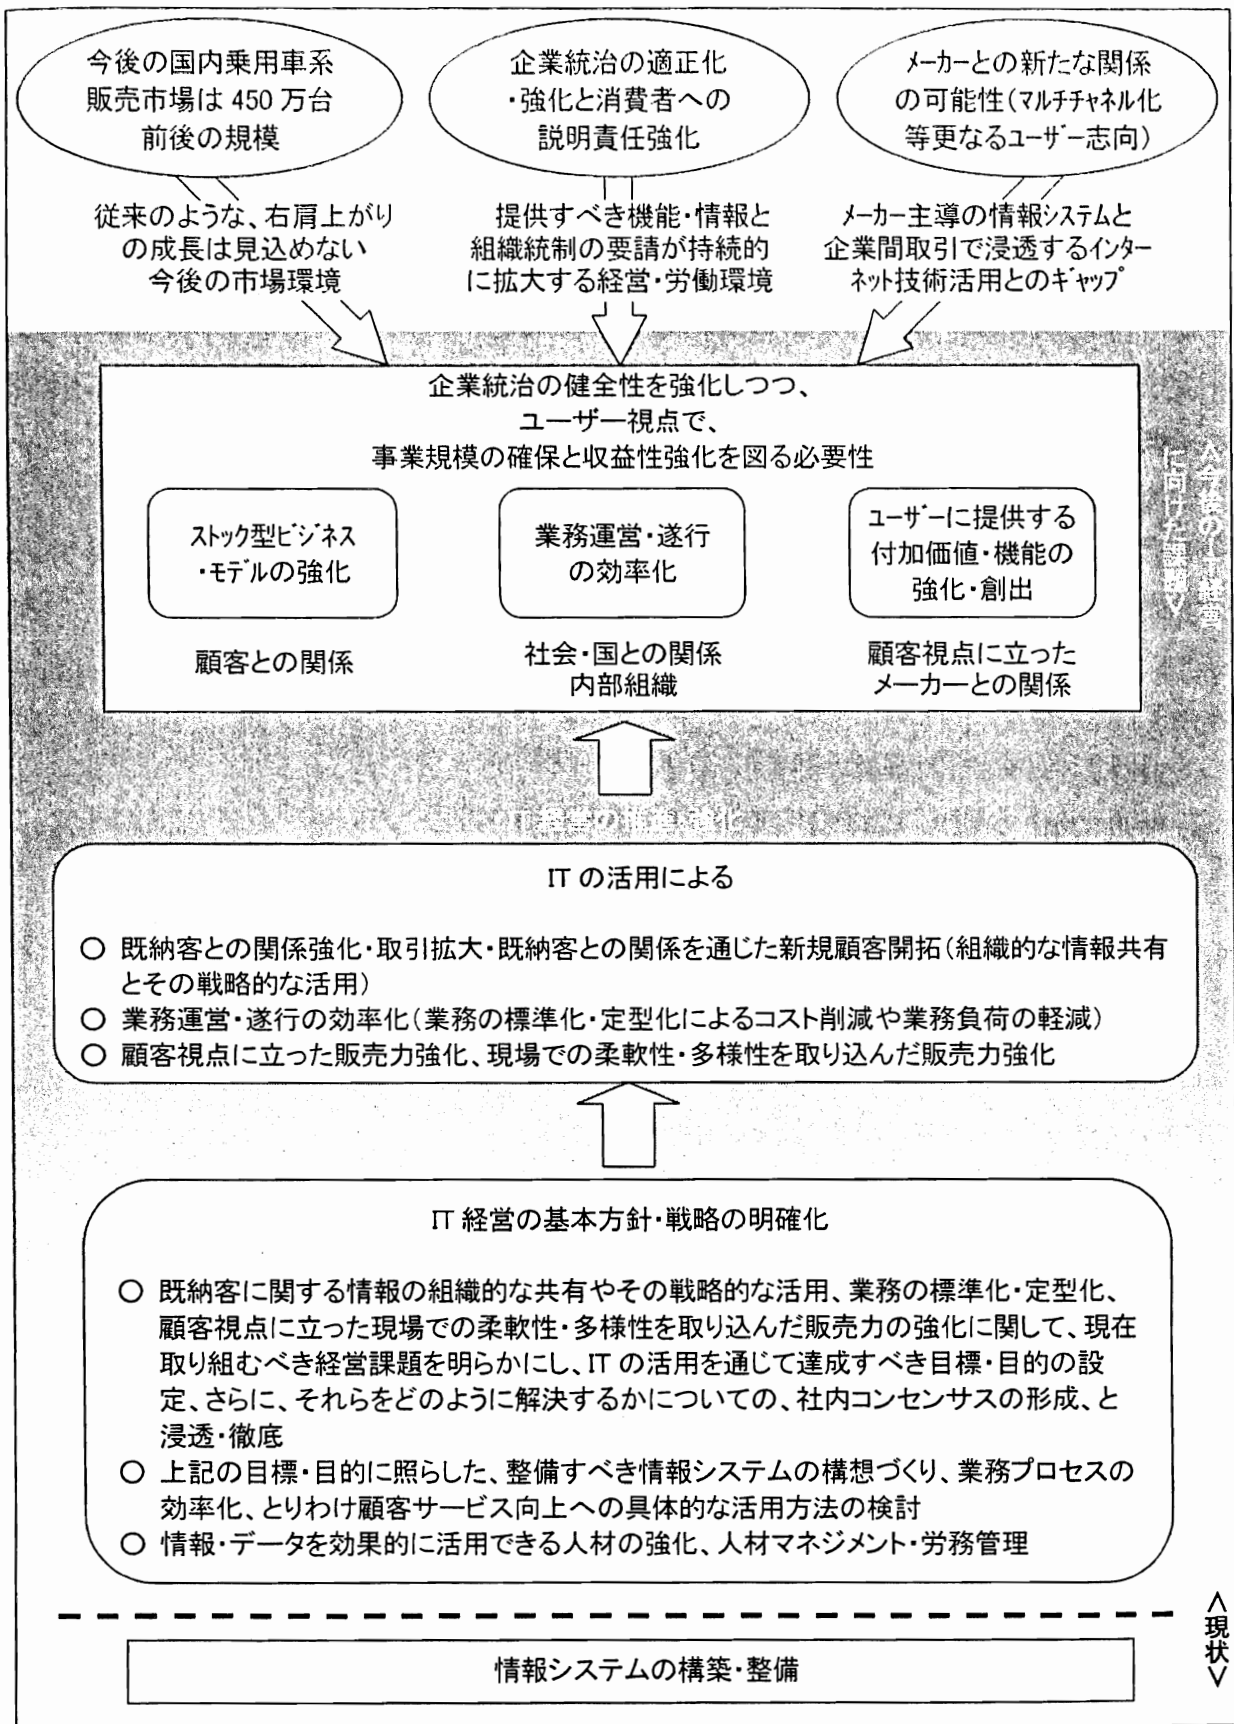 今後の国内乗用車系
販売市場は 450 万台
前後の規模
企業統治の適正化
・強化と消費者への
説明責任強化
メーカーとの新たな関係
の可能性(マルチチャネル化
等更なるユーザー志向)
従来のような、右肩上がり
の成長は見込めない
今後の市場環境
提供すべき機能・情報と
組織統制の要請が持続的
に拡大する経営・労働環境
メーカー主導の情報システムと
企業間取引で浸透するインター
ネット技術活用とのギャップ
企業統治の健全性を強化しつつ、
ユーザー視点で、
事業規模の確保と収益性強化を図る必要性
ストック型ビジネス
・モデルの強化
業務運営・遂行
の効率化
ユーザーに提供する
付加価値・機能の
強化・創出
顧客との関係
社会・国との関係
内部組織
顧客視点に立った
メーカーとの関係
<今後のIT経営
に向けた課題>
IT の活用による
○ 既納客との関係強化・取引拡大・既納客との関係を通じた新規顧客開拓(組織的な情報共有
とその戦略的な活用)
○ 業務運営・遂行の効率化(業務の標準化・定型化によるコスト削減や業務負荷の軽減)
○ 顧客視点に立った販売力強化、現場での柔軟性・多様性を取り込んだ販売力強化
IT 経営の基本方針・戦略の明確化
○ 既納客に関する情報の組織的な共有やその戦略的な活用、業務の標準化・定型化、
顧客視点に立った現場での柔軟性・多様性を取り込んだ販売力の強化に関して、現在
取り組むべき経営課題を明らかにし、IT の活用を通じて達成すべき目標・目的の設
定、さらに、それらをどのように解決するかについての、社内コンセンサスの形成、と
浸透・徹底
○ 上記の目標・目的に照らした、整備すべき情報システムの構想づくり、業務プロセスの
効率化、とりわけ顧客サービス向上への具体的な活用方法の検討
○ 情報・データを効果的に活用できる人材の強化、人材マネジメント・労務管理
<現状>
情報システムの構築・整備